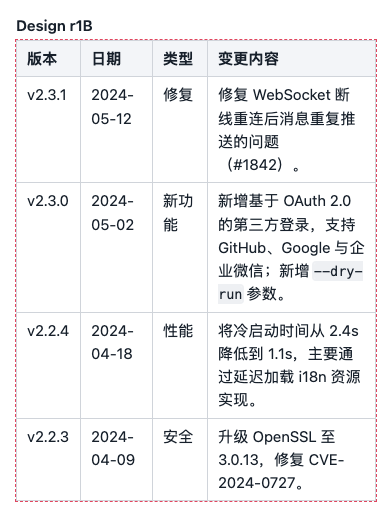 Design r1B
版本 日期 类型 变更内容
v2.3.1 2024- 修复 修复 WebSocket 断
05-12 线重连后消息重复推
送的问题
（#1842）。
v2.3.0 2024- 新功 新增基于 OAuth 2.0
05-02 能 的第三方登录，支持
GitHub、Google 与企
业微信；新增 --dry-
run 参数。
v2.2.4 2024- 性能 将冷启动时间从 2.4s
04-18 降低到 1.1s，主要通
过延迟加载 i18n 资源
实现。
v2.2.3 2024- 安全 升级 OpenSSL 至
04-09 3.0.13，修复 CVE-
2024-0727。